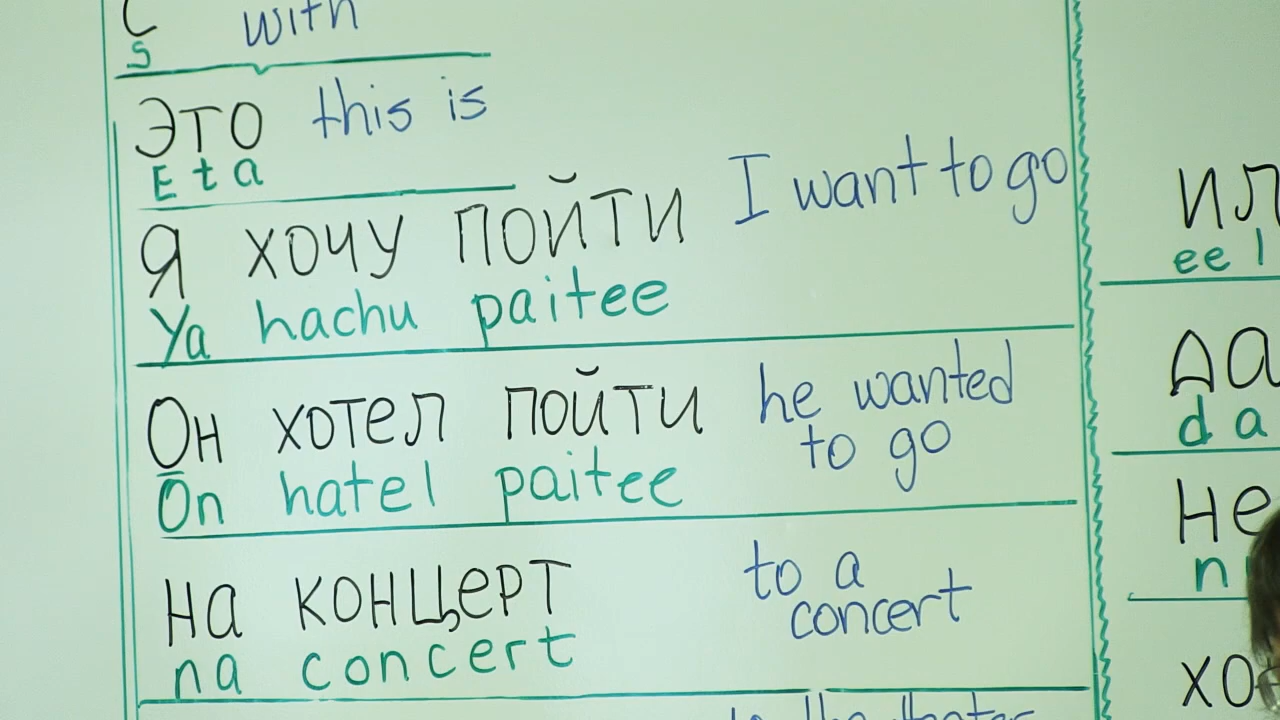 С with
s
Это this is
Eta
Я хочу пойти I want to go
Ya hachu paitee
Он хотел пойти he wanted
to go
On hatel paitee
на концерт to a
concert
na concert
да
da